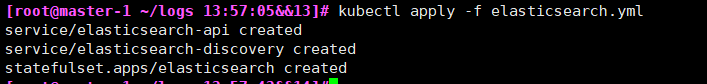 [root@master-1 ~/logs 13:57:05&&13]# kubectl apply -f elasticsearch.yml
service/elasticsearch-api created
service/elasticsearch-discovery created
statefulset.apps/elasticsearch created